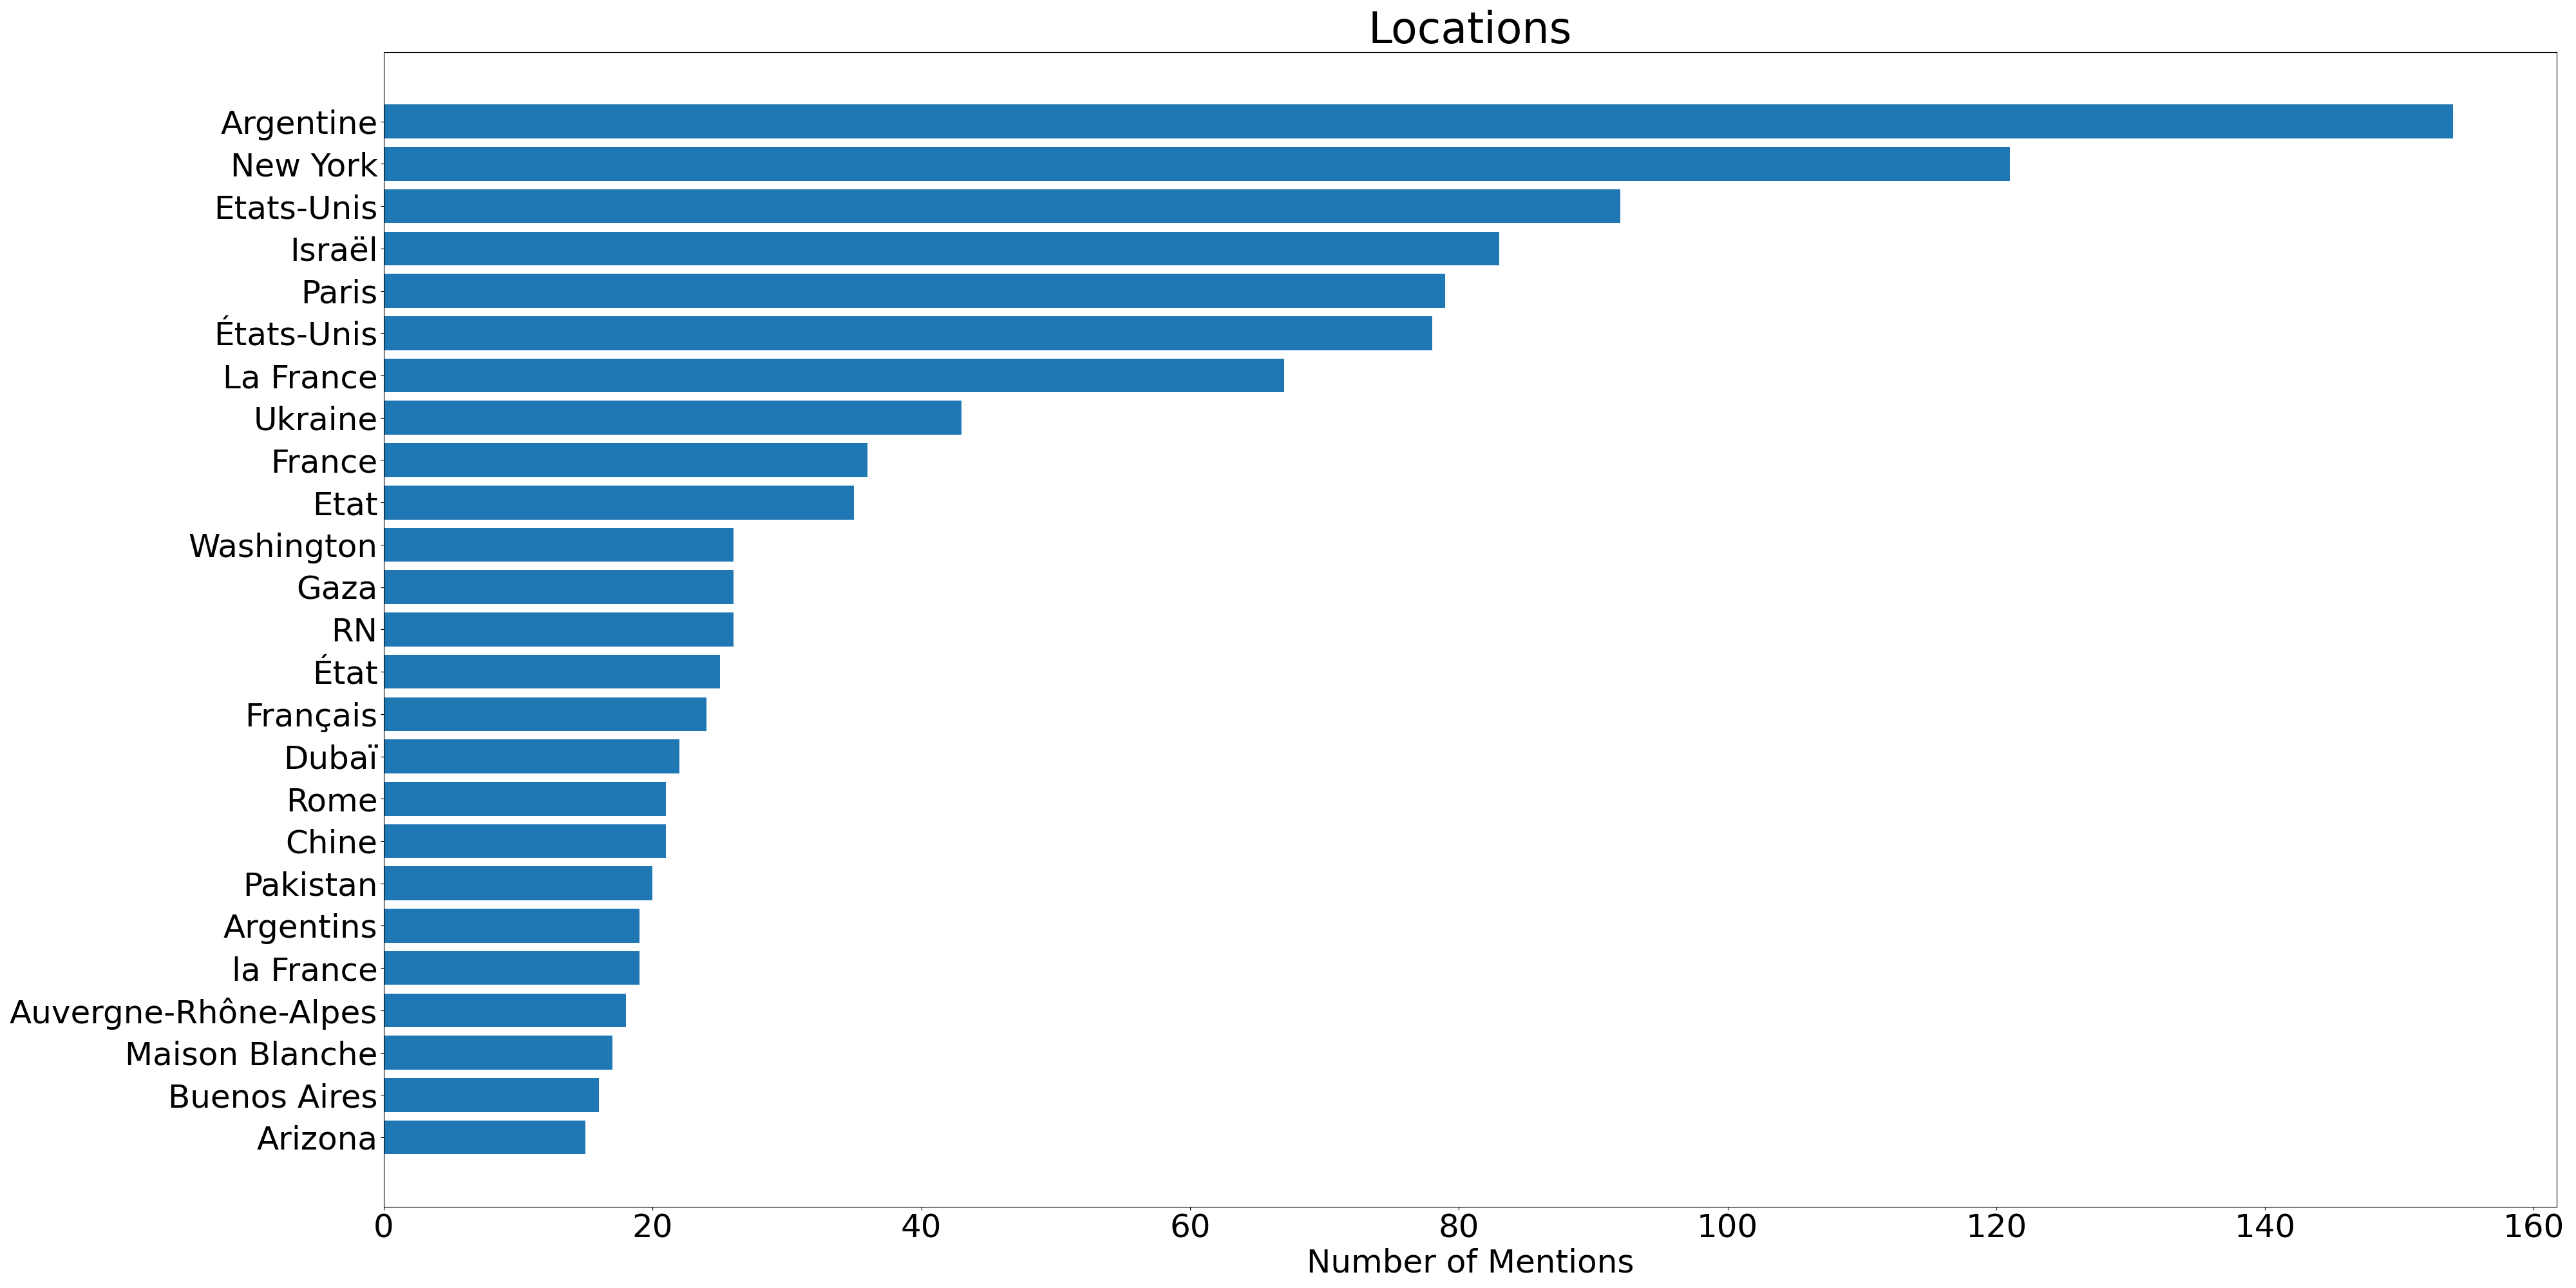 Locations
Argentine
New York
Etats-Unis
Israël
Paris
États-Unis
La France
Ukraine
France
Etat
Washington
Gaza
RN
État
Français
Dubaï
Rome
Chine
Pakistan
Argentins
la France
Auvergne-Rhône-Alpes
Maison Blanche
Buenos Aires
Arizona
0 20 40 60 80 100 120 140 160
Number of Mentions